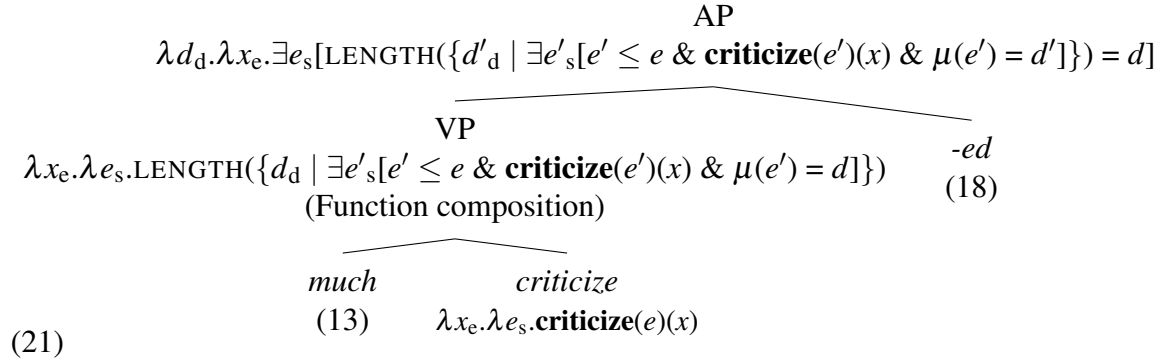 AP
λd_d.λx_e.∃e_s[LENGTH({d′_d | ∃e′_s[e′ ≤ e & criticize(e′)(x) & μ(e′) = d′]}) = d]
VP
λx_e.λe_s.LENGTH({d_d | ∃e′_s[e′ ≤ e & criticize(e′)(x) & μ(e′) = d]})
(Function composition)
-ed
(18)
much
(13)
criticize
λx_e.λe_s.criticize(e)(x)
(21)